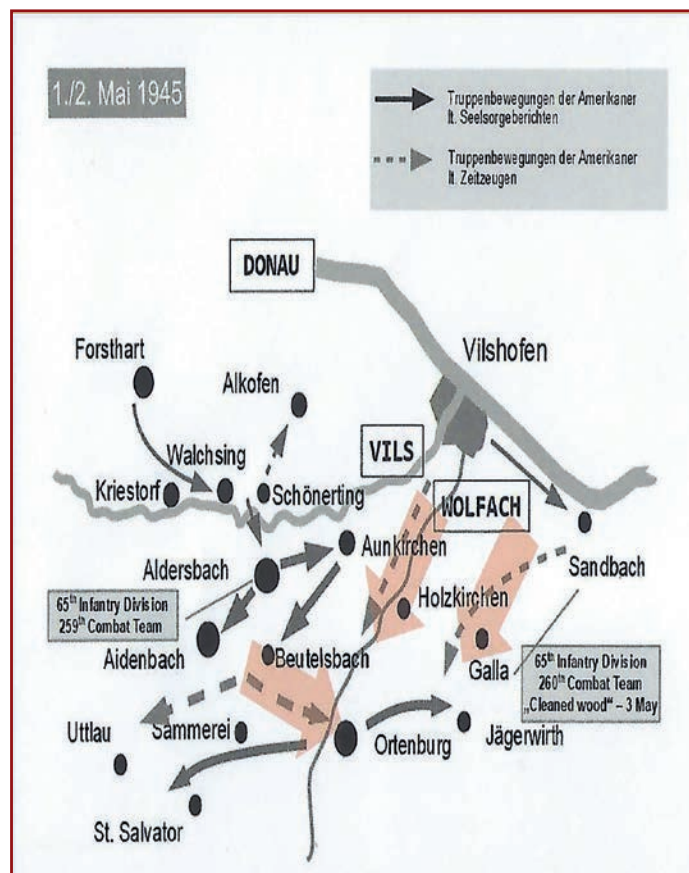 1./2. Mai 1945
Truppenbewegungen der Amerikaner
lt. Seelsorgeberichten
Truppenbewegungen der Amerikaner
lt. Zeitzeugen
DONAU
Vilshofen
Forsthart
Alkofen
VILS
Walchsing
WOLFACH
Kriestorf
Schönerting
Aunkirchen
Sandbach
Aldersbach
65th Infantry Division
259th Combat Team
Holzkirchen
Aidenbach
Beutelsbach
Galla
65th Infantry Division
260th Combat Team
„Cleaned wood“ – 3 May
Uttlau
Sammerei
Ortenburg
Jägerwirth
St. Salvator